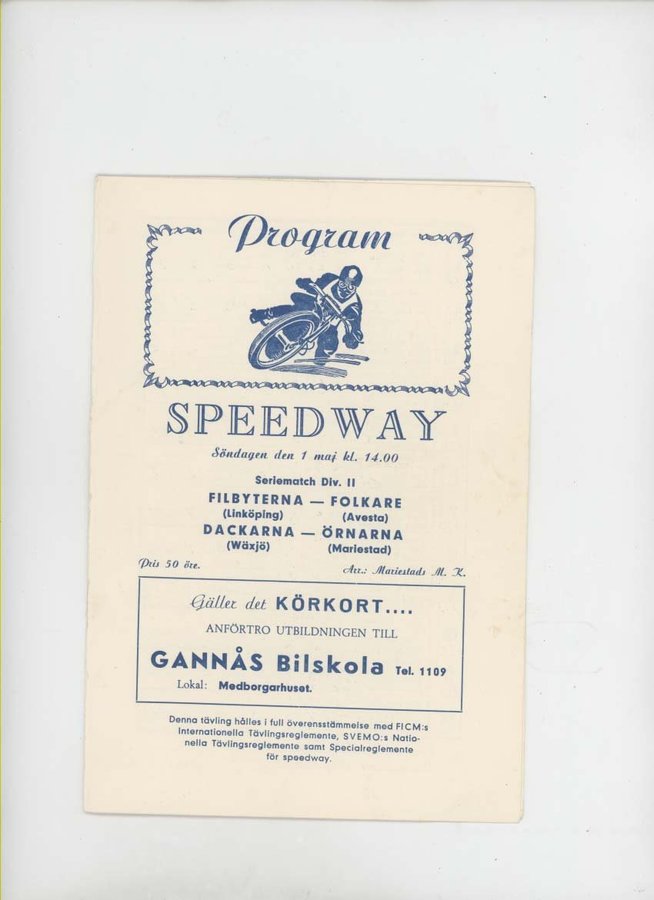 Program
SPEEDWAY
Söndagen den 1 maj kl. 14.00
Seriematch Div. II
FILBYTERNA — FOLKARE
(Linköping) (Avesta)
DACKARNA — ÖRNARNA
(Wäxjö) (Mariestad)
Pris 50 öre. Arr.: Mariestads M. K.
Gäller det KÖRKORT....
ANFÖRTRO UTBILDNINGEN TILL
GANNÅS Bilskola Tel. 1109
Lokal: Medborgarhuset.
Denna tävling hålles i full överensstämmelse med FICM:s
Internationella Tävlingsreglemente, SVEMO:s Natio-
nella Tävlingsreglemente samt Specialreglemente
för speedway.